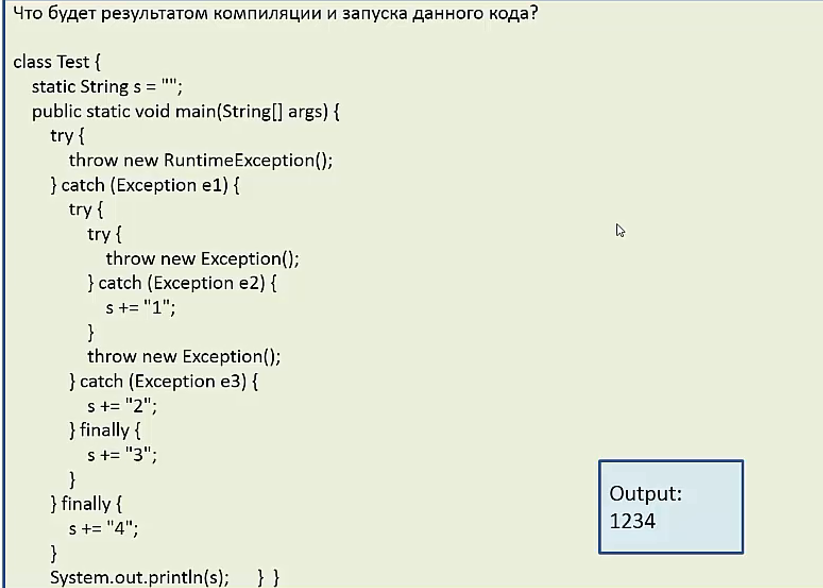 Что будет результатом компиляции и запуска данного кода?
class Test {
static String s = "";
public static void main(String[] args) {
try {
throw new RuntimeException();
} catch (Exception e1) {
try {
try {
throw new Exception();
} catch (Exception e2) {
s += "1";
}
throw new Exception();
} catch (Exception e3) {
s += "2";
} finally {
s += "3";
}
} finally {
s += "4";
}
System.out.println(s); } }
Output:
1234